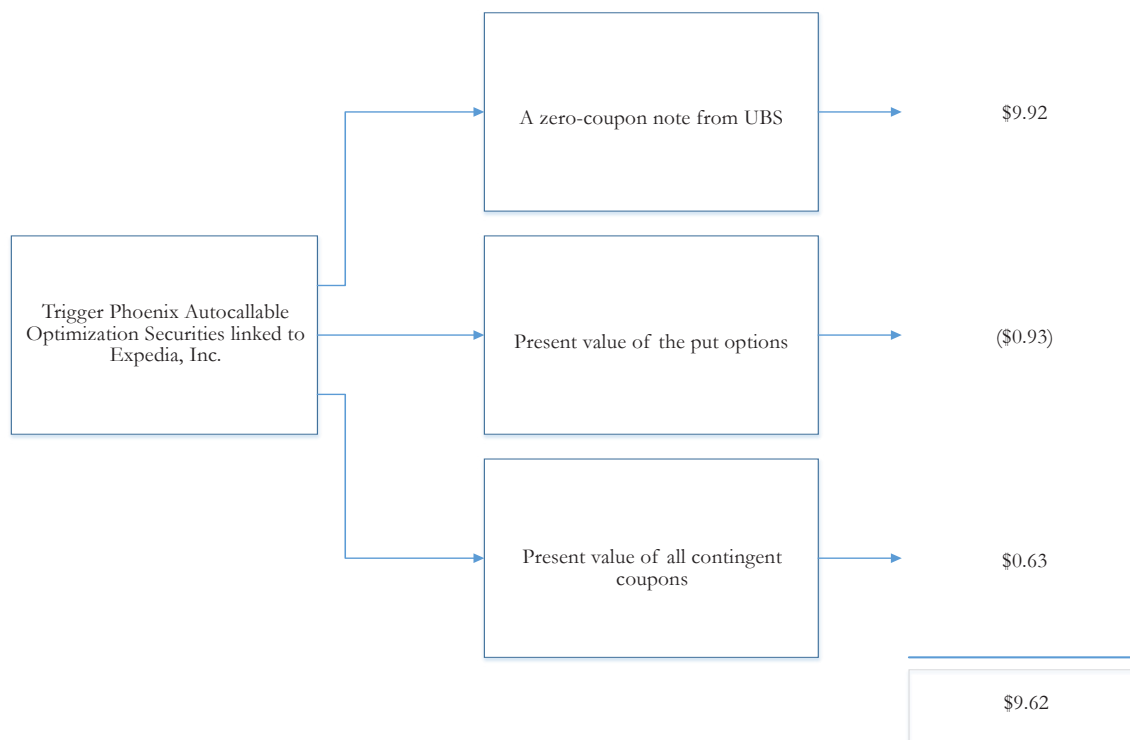 A zero-coupon note from UBS
$9.92
Trigger Phoenix Autocallable
Optimization Securities linked to
Expedia, Inc.
Present value of the put options
($0.93)
Present value of all contingent
coupons
$0.63
$9.62